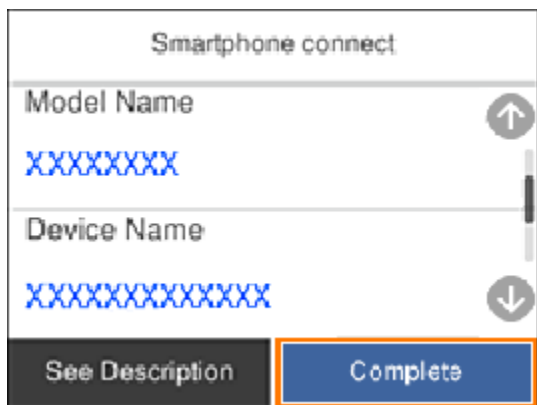 Smartphone connect
Model Name
XXXXXXXX
Device Name
XXXXXXXXXXXXX
See Description
Complete